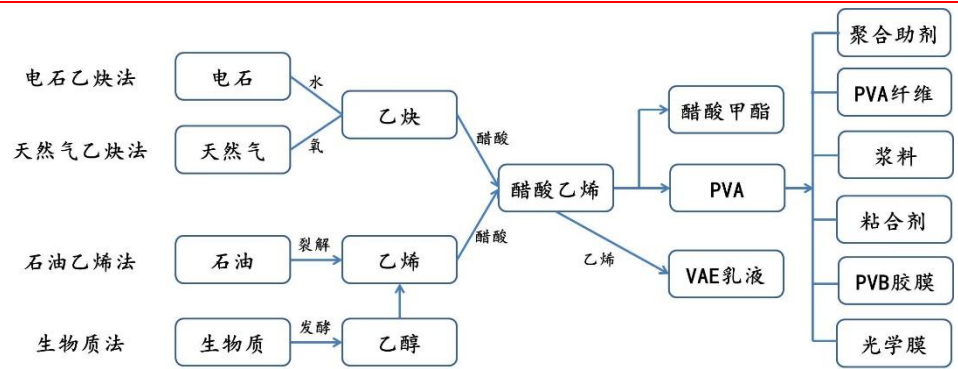 聚合助剂
电石乙炔法
电石
水
乙炔
醋酸甲酯
PVA纤维
天然气乙炔法
天然气
氧
醋酸
浆料
醋酸乙烯
PVA
粘合剂
石油乙烯法
石油
裂解
乙烯
醋酸
乙烯
VAE乳液
PVB胶膜
生物质法
生物质
发酵
乙醇
光学膜